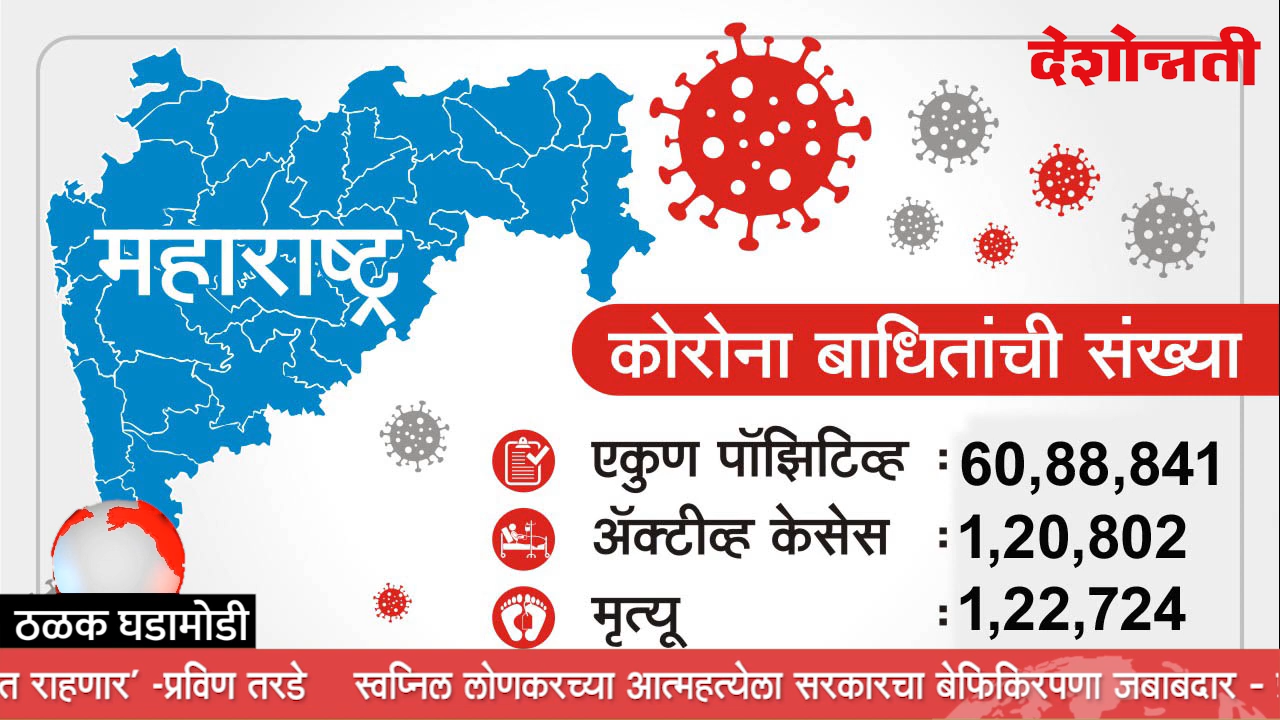 देशोन्नती
महाराष्ट्र
कोरोना बाधितांची संख्या
एकुण पॉझिटिव्ह : 60,88,841
ॲक्टीव्ह केसेस : 1,20,802
मृत्यू : 1,22,724
ठळक घडामोडी
त राहणार’ -प्रविण तरडे स्वप्निल लोणकरच्या आत्महत्येला सरकारचा बेफिकिरपणा जबाबदार -